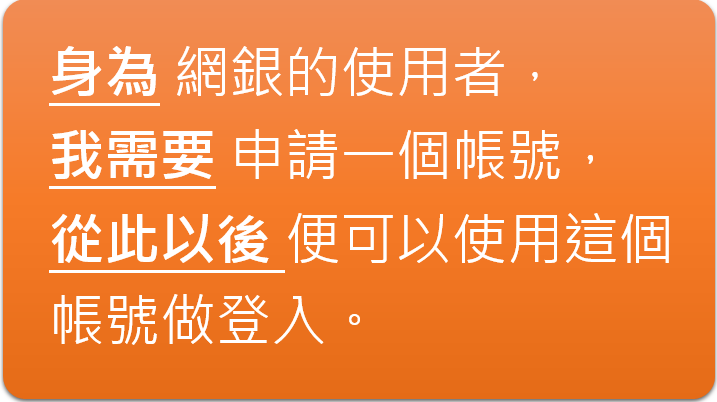 身為 網銀的使用者，
我需要 申請一個帳號，
從此以後 便可以使用這個
帳號做登入。